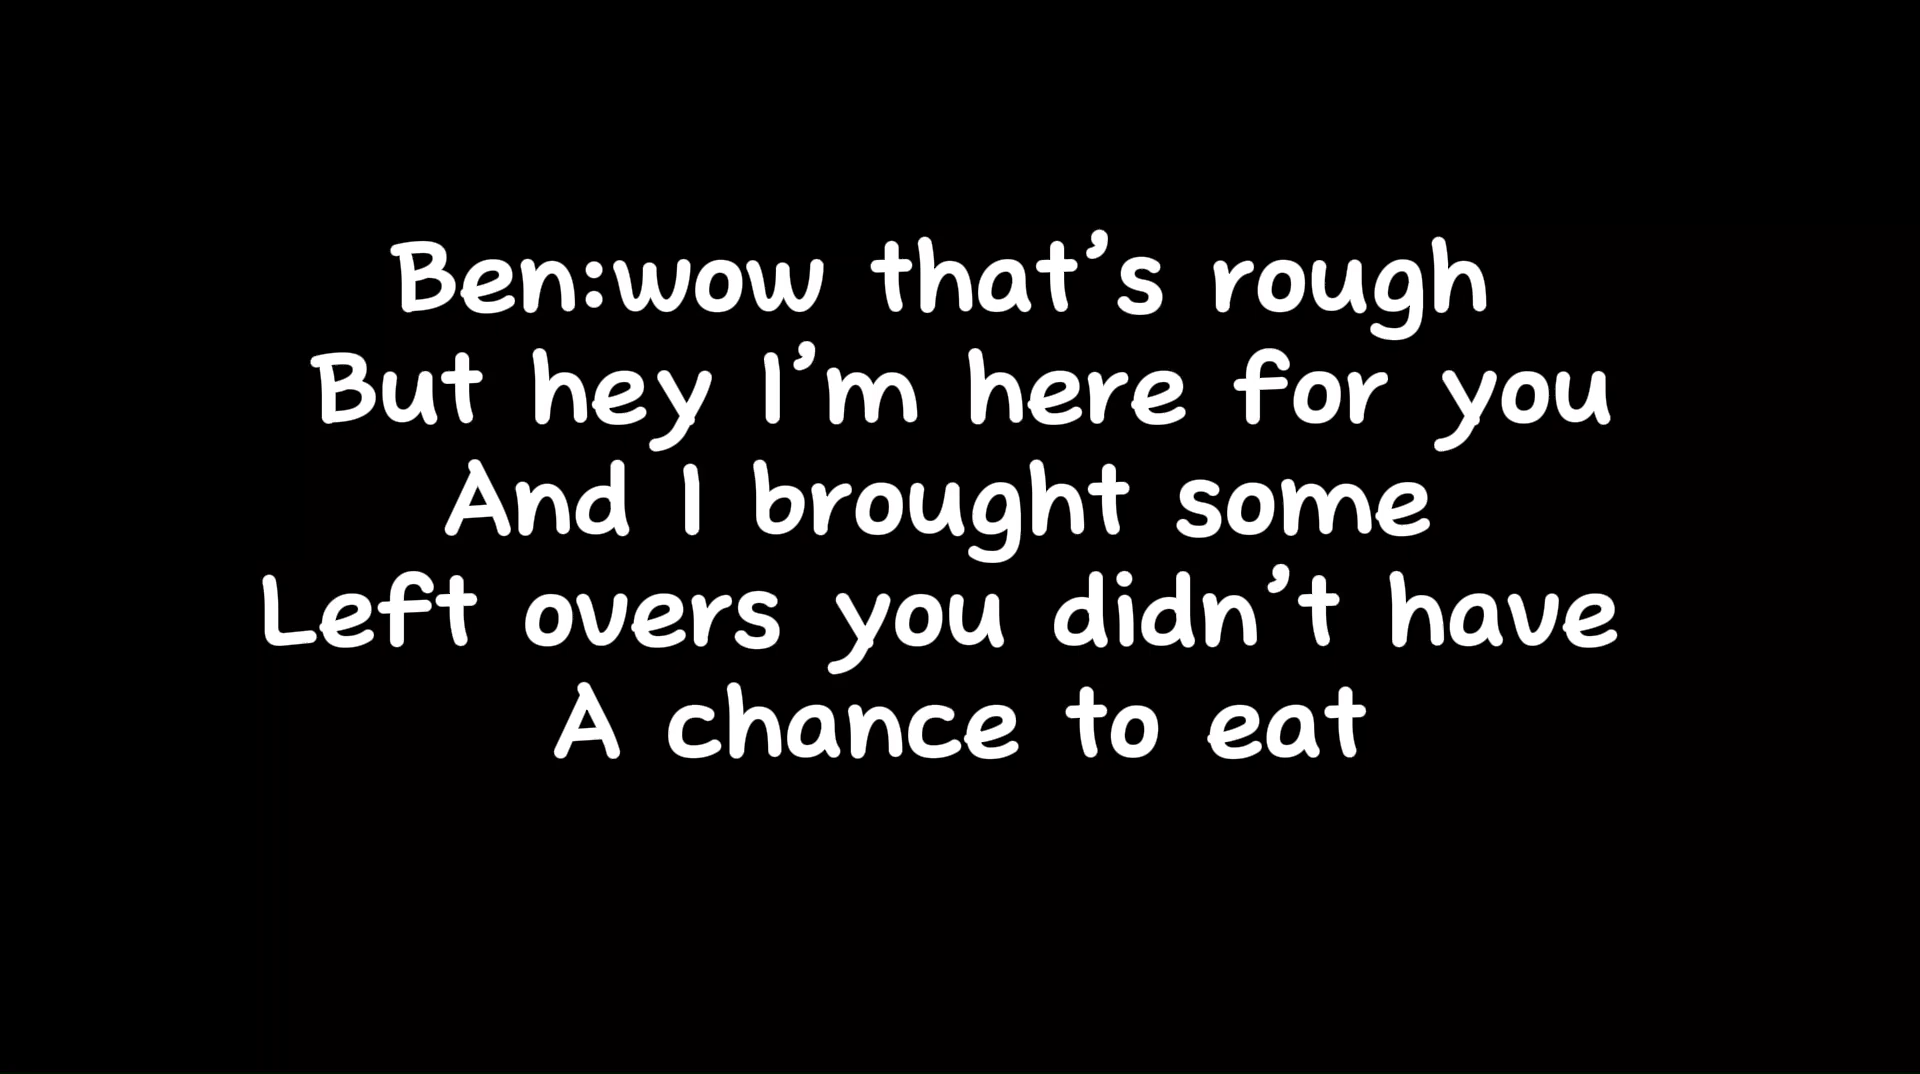 Ben:wow that’s rough
But hey I’m here for you
And I brought some
Left overs you didn’t have
A chance to eat